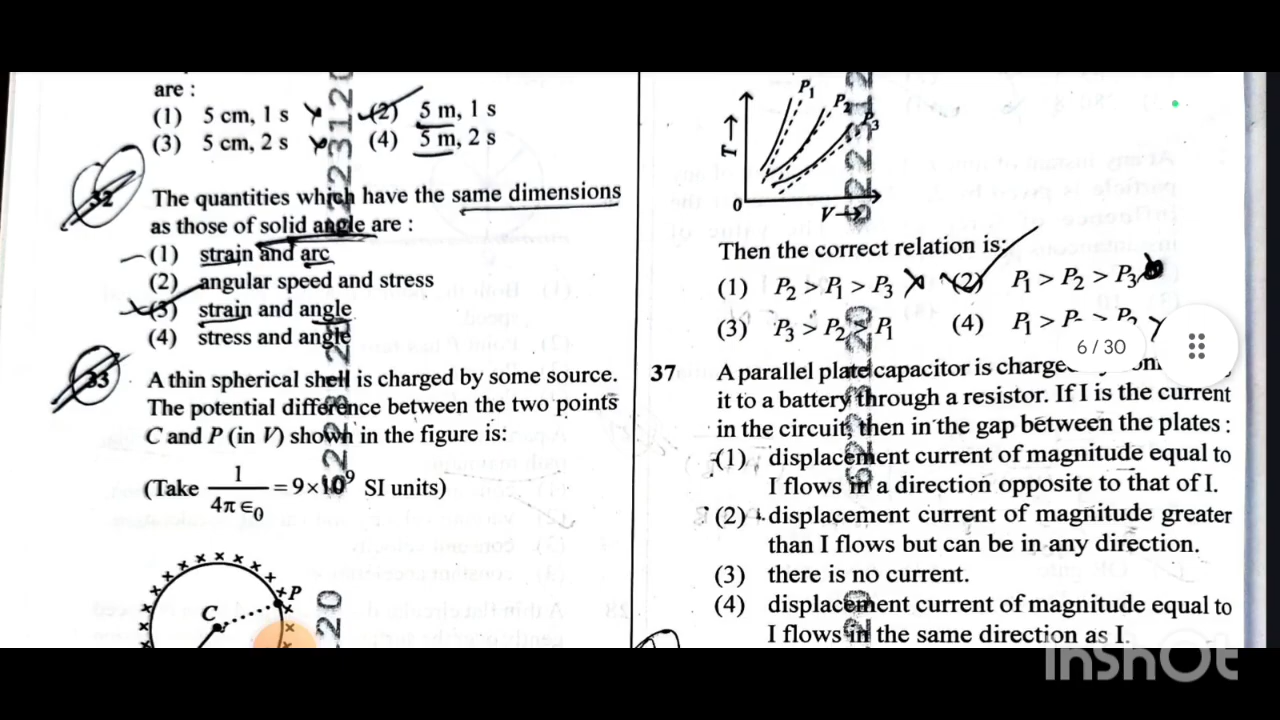 are :
(1) 5 cm, 1 s (2) 5 m, 1 s
(3) 5 cm, 2 s (4) 5 m, 2 s
32 The quantities which have the same dimensions
as those of solid angle are :
(1) strain and arc
(2) angular speed and stress
(3) strain and angle
(4) stress and angle
33 A thin spherical shell is charged by some source.
The potential difference between the two points
C and P (in V) shown in the figure is:
(Take 1/4π∈0 = 9×10^9 SI units)
P
C
P1
P2
P3
T→
0
V→
Then the correct relation is:
(1) P2 > P1 > P3 (2) P1 > P2 > P3
(3) P3 > P2 > P1 (4) P1 >
6 / 30
37 A parallel plate capacitor is
it to a battery through a resistor. If I is the current
in the circuit, then in the gap between the plates :
(1) displacement current of magnitude equal to
I flows in a direction opposite to that of I.
(2) displacement current of magnitude greater
than I flows but can be in any direction.
(3) there is no current.
(4) displacement current of magnitude equal to
I flows in the same direction as I.
InShOt